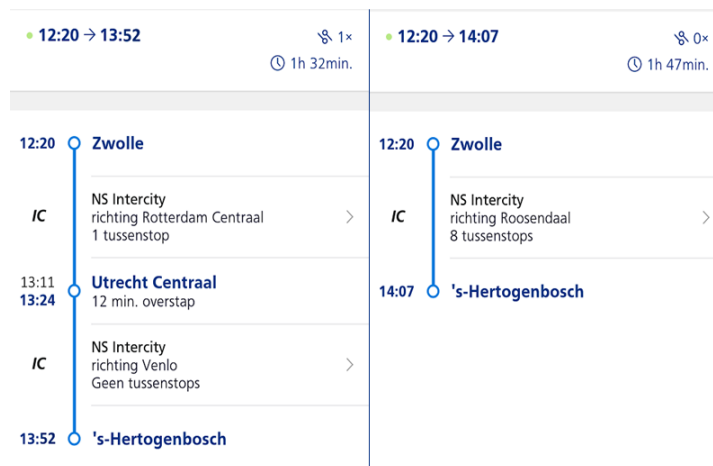 12:20 → 13:52
1×
1h 32min.
12:20 Zwolle
IC
NS Intercity
richting Rotterdam Centraal
1 tussenstop
13:11
13:24
Utrecht Centraal
12 min. overstap
IC
NS Intercity
richting Venlo
Geen tussenstops
13:52 's-Hertogenbosch
12:20 → 14:07
0×
1h 47min.
12:20 Zwolle
IC
NS Intercity
richting Roosendaal
8 tussenstops
14:07 's-Hertogenbosch